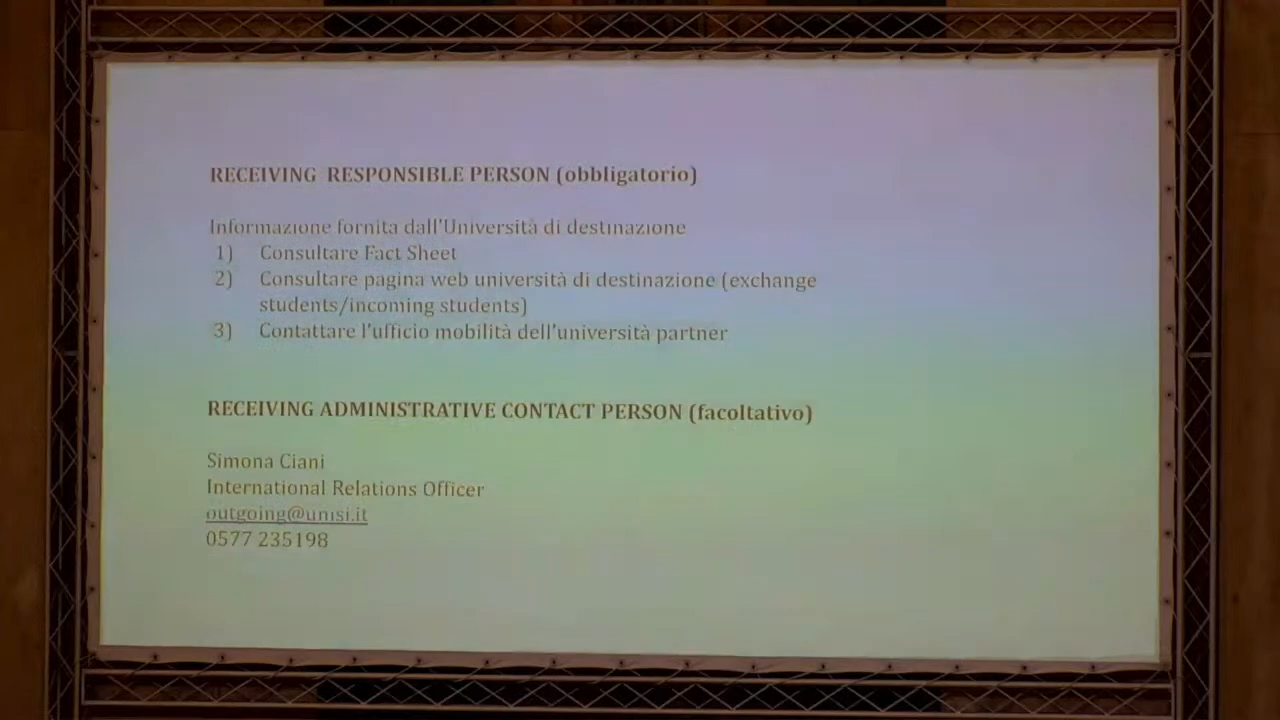 RECEIVING RESPONSIBLE PERSON (obbligatorio)
Informazione fornita dall'Università di destinazione
1) Consultare Fact Sheet
2) Consultare pagina web università di destinazione (exchange
students/incoming students)
3) Contattare l'ufficio mobilità dell'università partner
RECEIVING ADMINISTRATIVE CONTACT PERSON (facoltativo)
Simona Ciani
International Relations Officer
outgoing@unisi.it
0577 235198